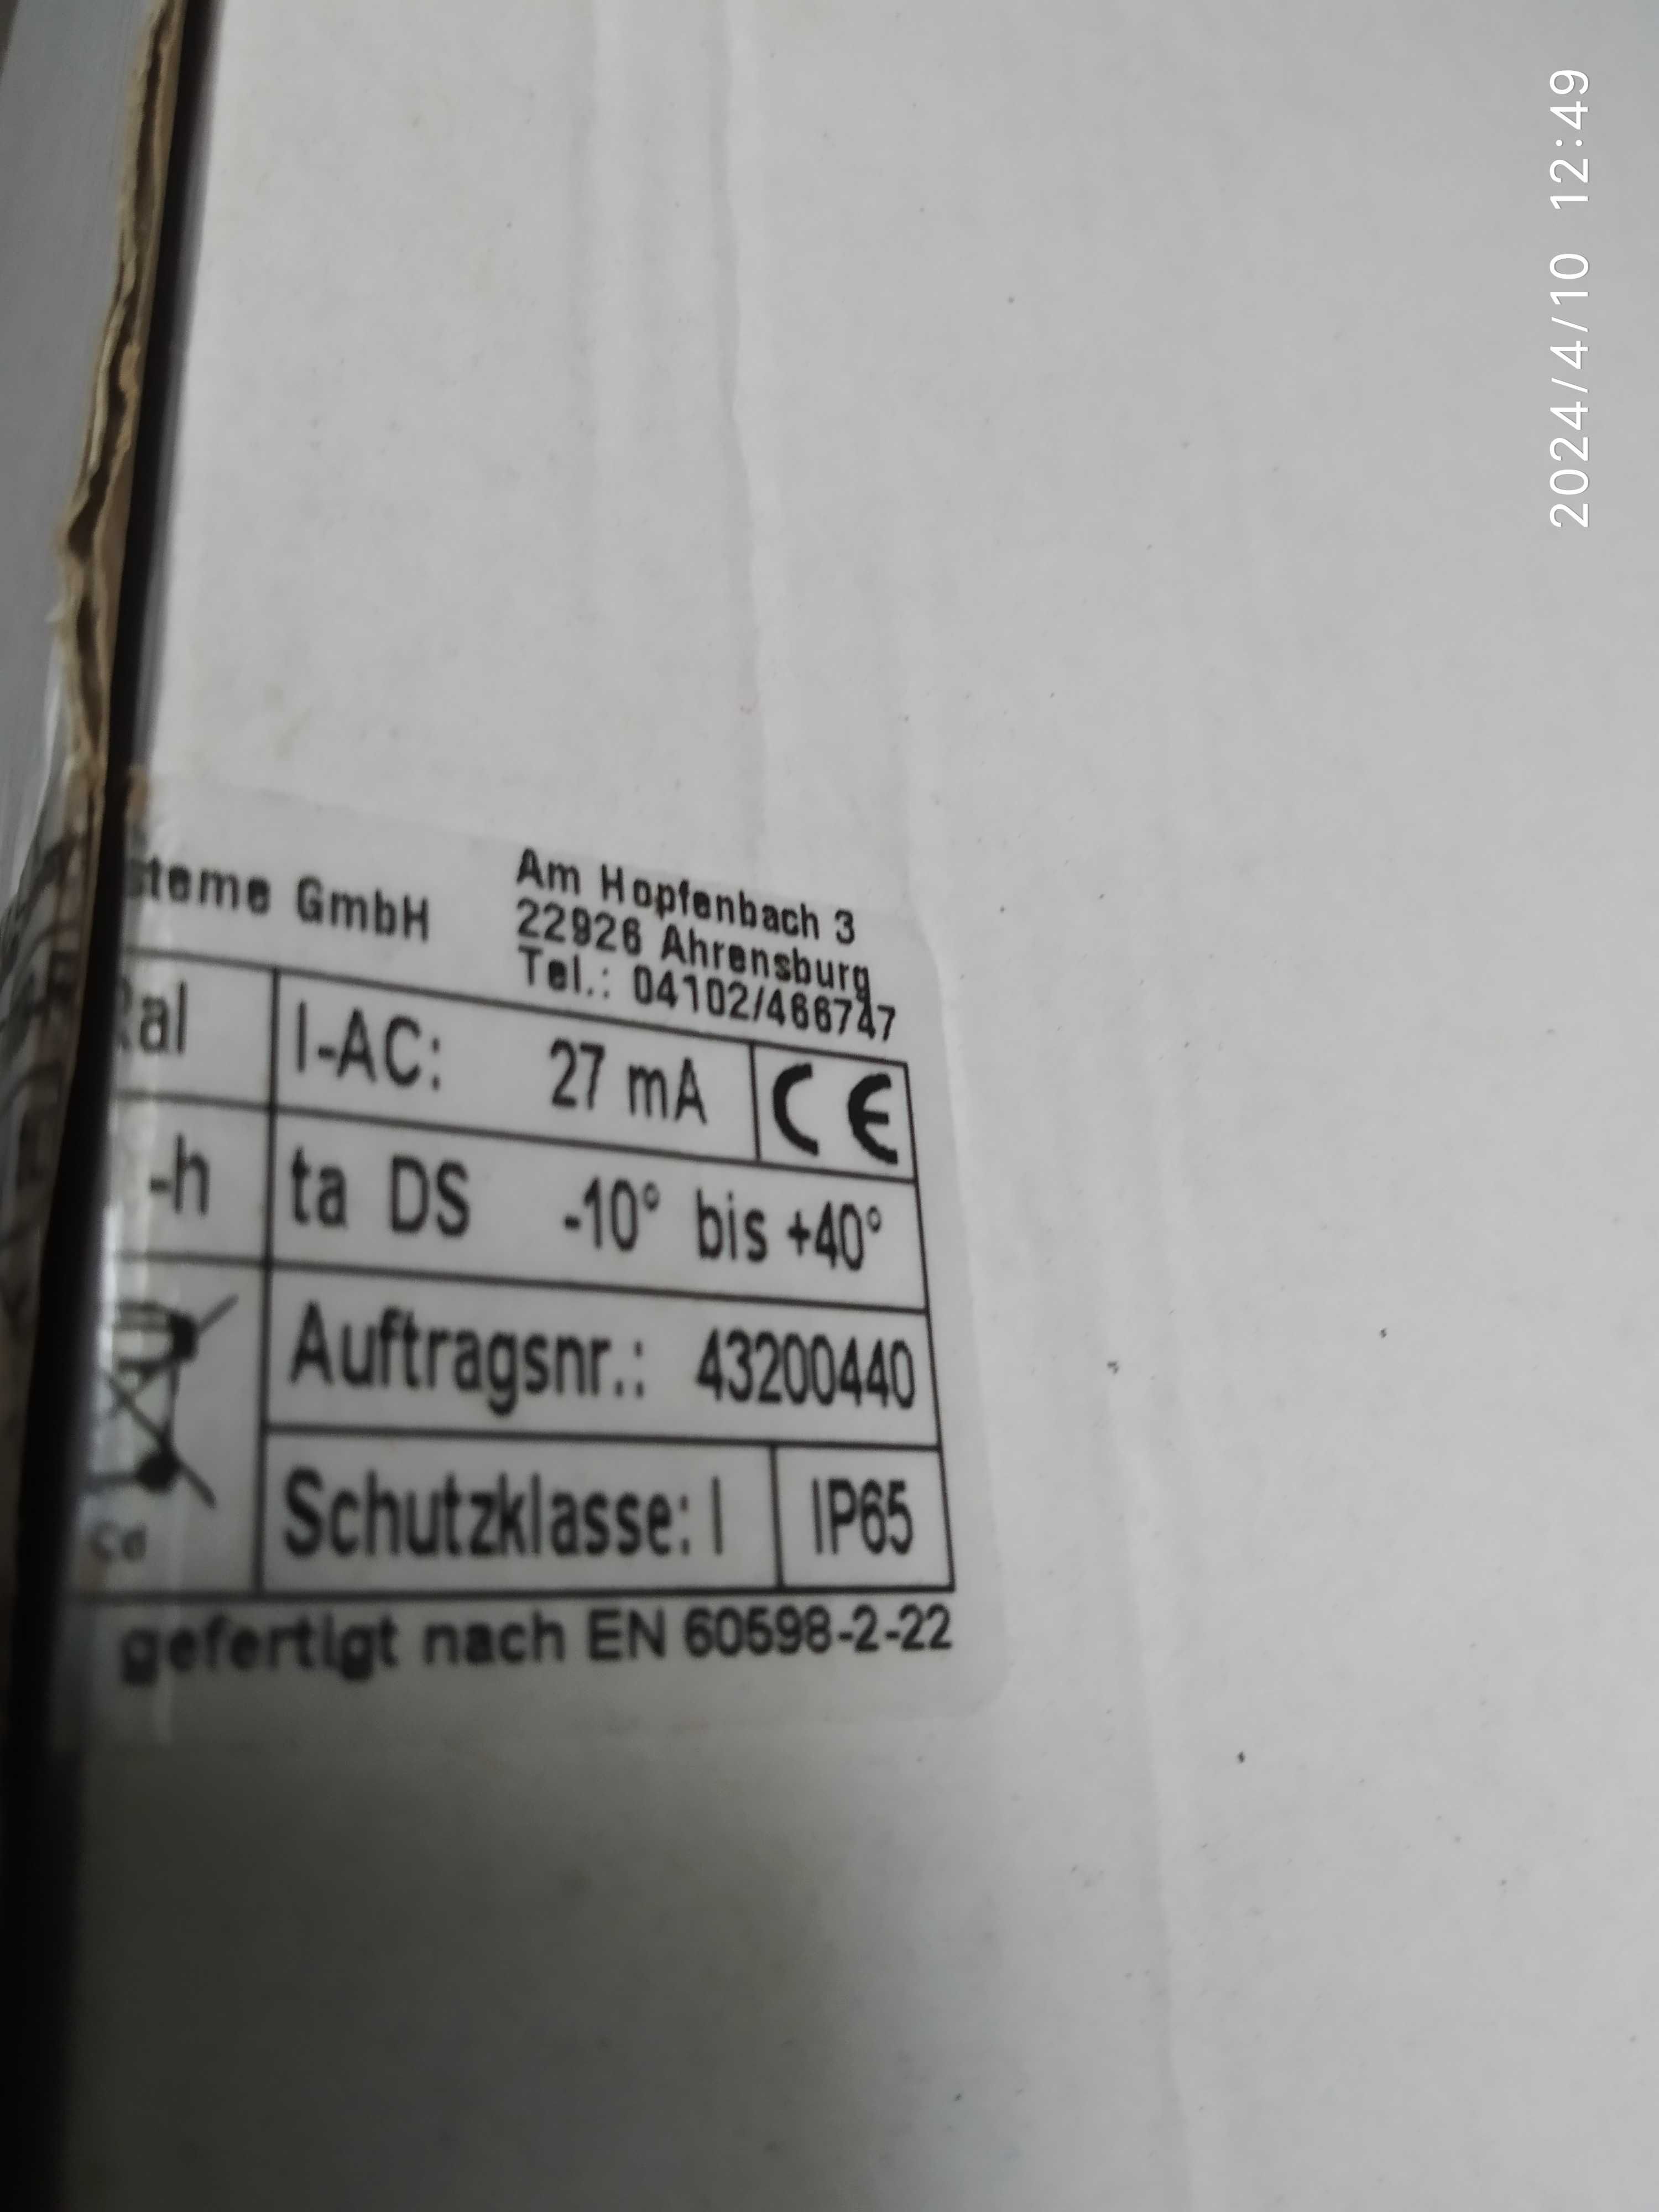 steme GmbH
Am Hopfenbach 3
22926 Ahrensburg
Tel.: 04102/466747
I-AC: 27 mA CE
-h ta DS -10° bis +40°
Auftragsnr.: 43200440
Cd
Schutzklasse: I IP65
gefertigt nach EN 60598-2-22
2024/4/10 12:49